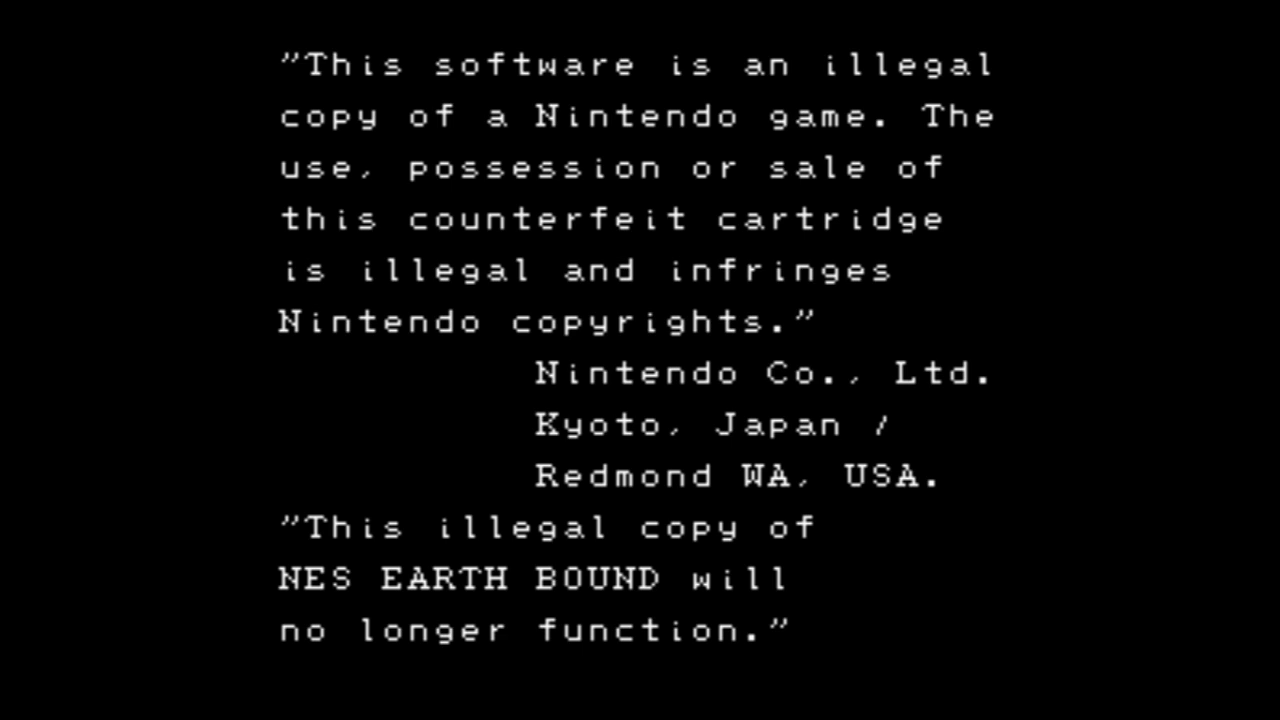 "This software is an illegal
copy of a Nintendo game. The
use, possession or sale of
this counterfeit cartridge
is illegal and infringes
Nintendo copyrights."
Nintendo Co., Ltd.
Kyoto, Japan /
Redmond WA, USA.
"This illegal copy of
NES EARTH BOUND will
no longer function."